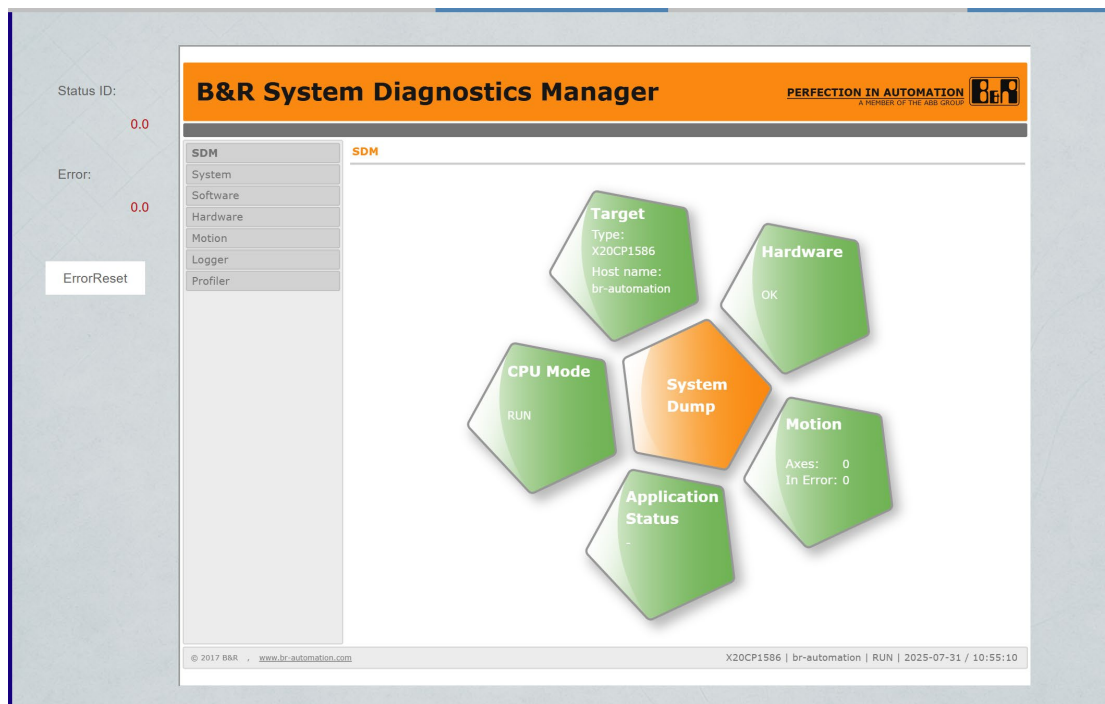 Status ID:
0.0
Error:
0.0
ErrorReset
B&R System Diagnostics Manager
PERFECTION IN AUTOMATION
A MEMBER OF THE ABB GROUP
B&R
SDM
System
Software
Hardware
Motion
Logger
Profiler
SDM
Target
Type:
X20CP1586
Host name:
br-automation
Hardware
OK
CPU Mode
RUN
System
Dump
Motion
Axes: 0
In Error: 0
Application
Status
-
© 2017 B&R , www.br-automation.com
X20CP1586 | br-automation | RUN | 2025-07-31 / 10:55:10